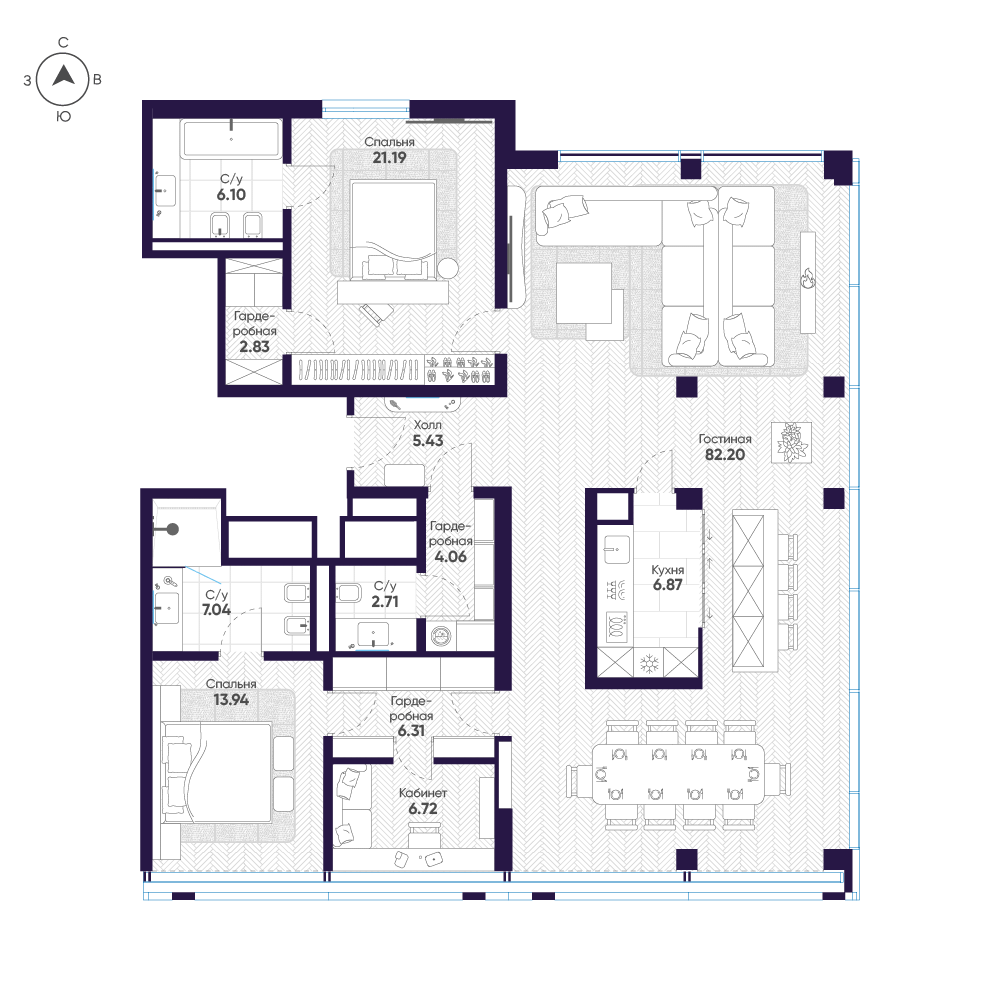 С
З В
Ю
Спальня
21.19
С/у
6.10
Гарде-
робная
2.83
Холл
5.43
Гостиная
82.20
Гарде-
робная
4.06
Кухня
6.87
С/у
7.04
С/у
2.71
Спальня
13.94
Гарде-
робная
6.31
Кабинет
6.72